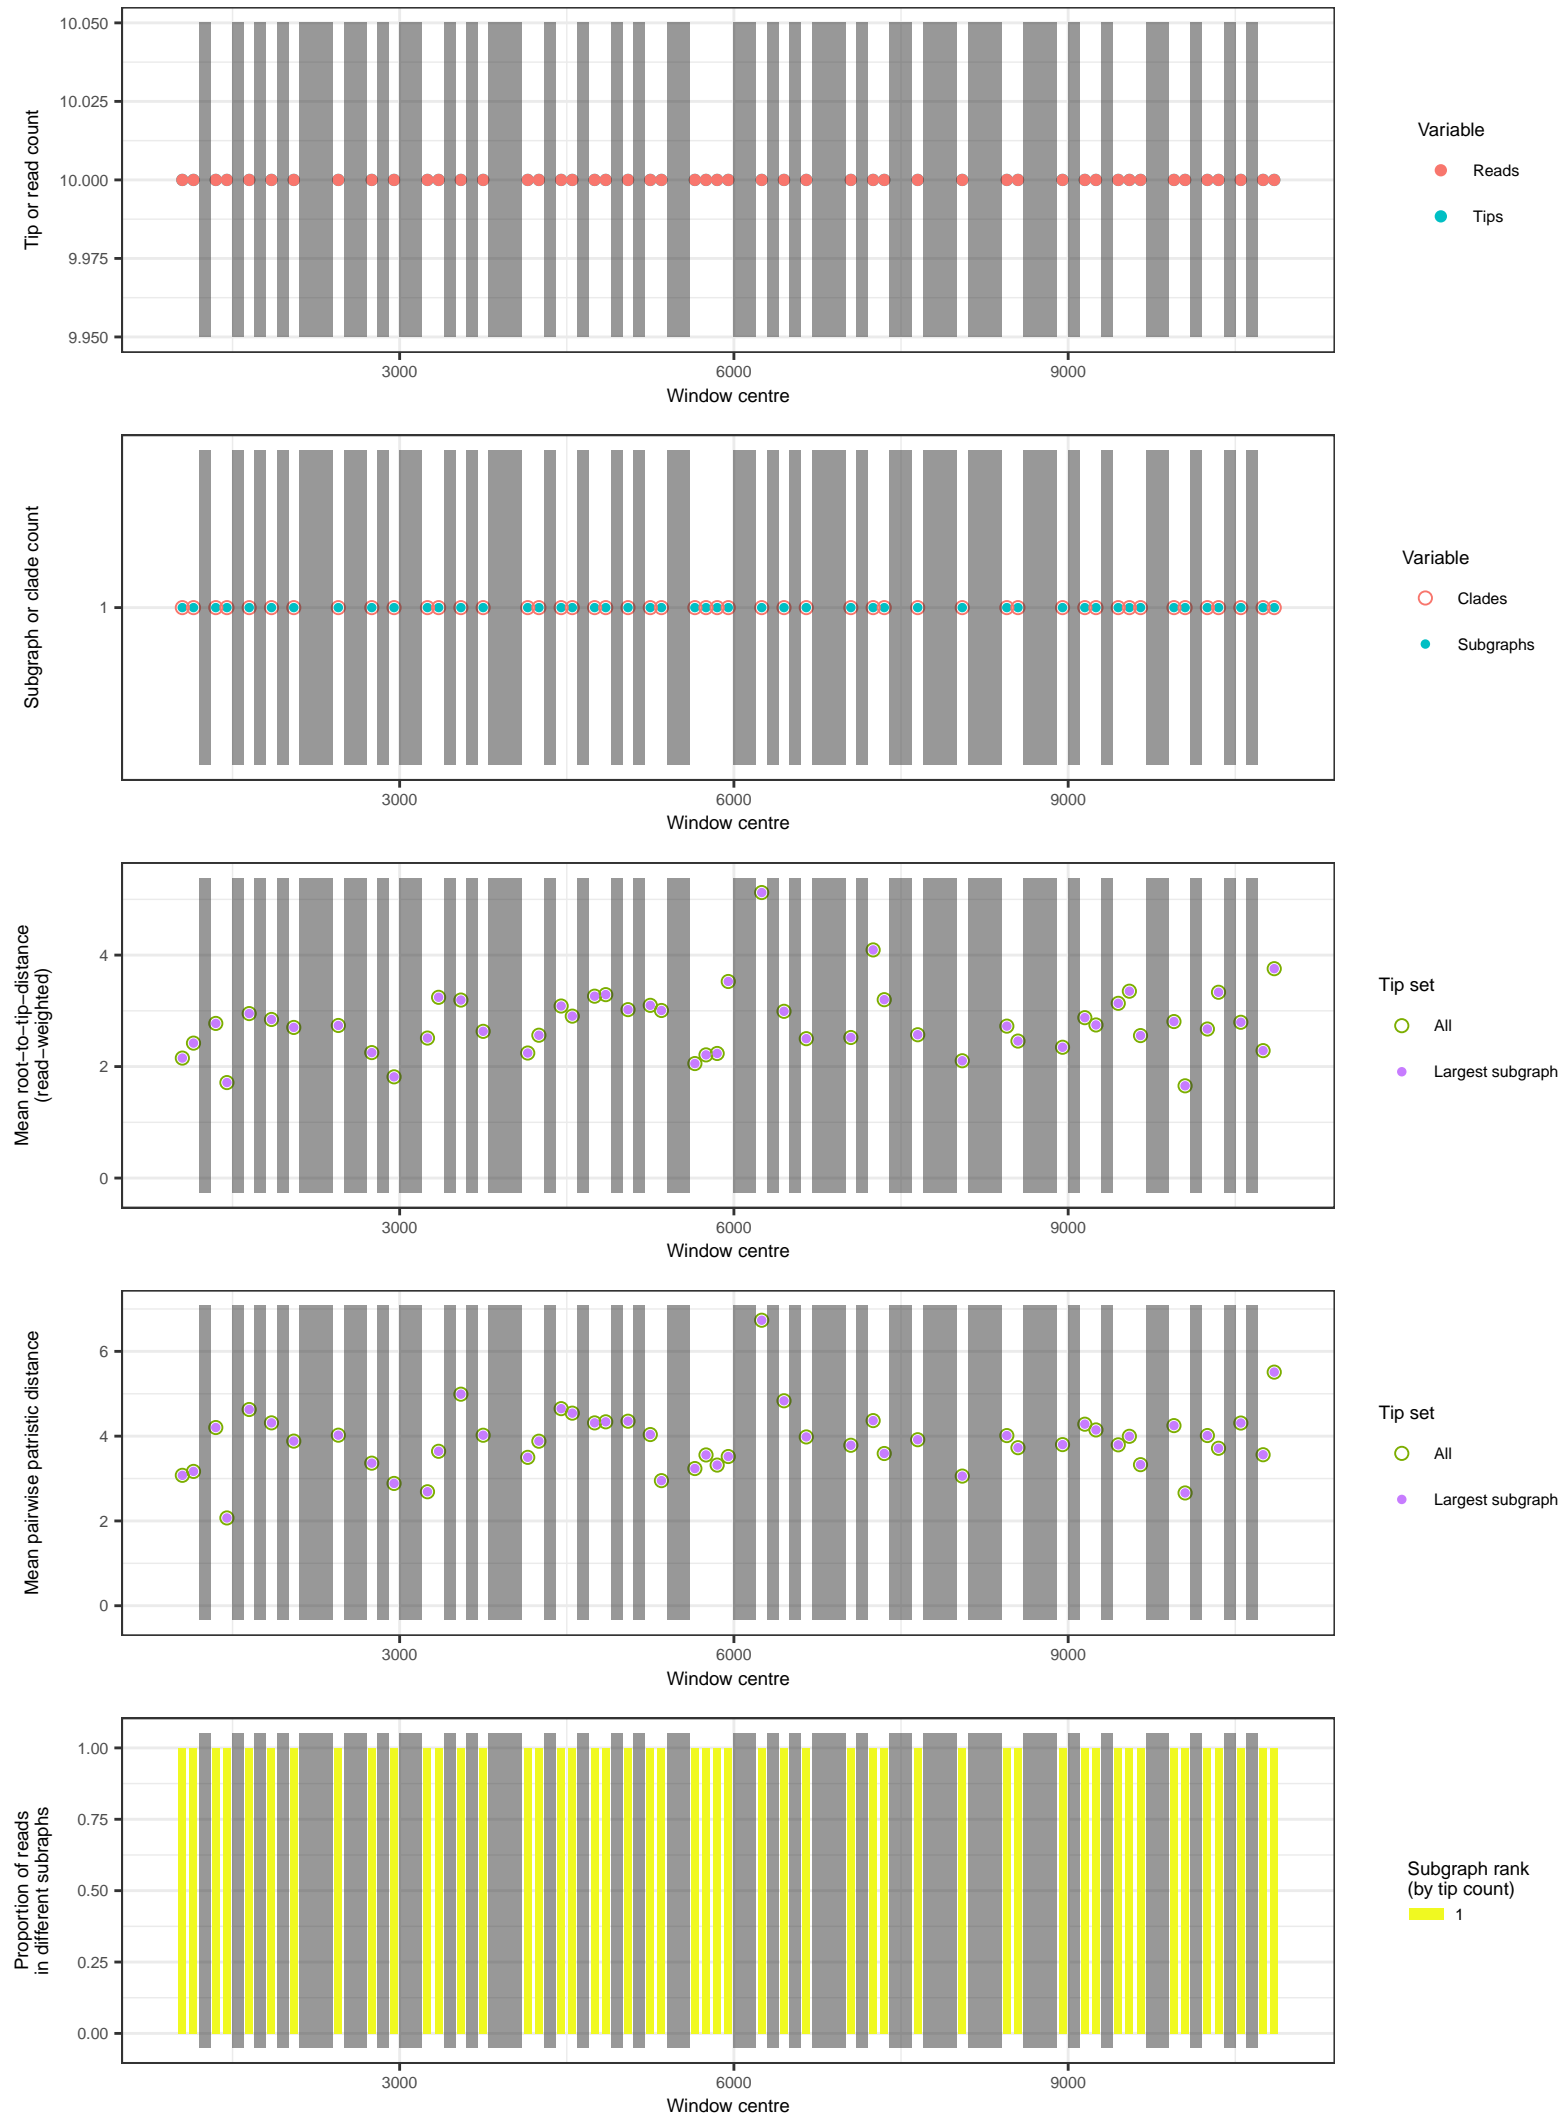 10.050
10.025
10.000
9.975
9.950
Tip or read count
3000
6000
9000
Window centre
Variable
Reads
Tips
1
Subgraph or clade count
3000
6000
9000
Window centre
Variable
Clades
Subgraphs
4
2
0
Mean root−to−tip−distance
(read−weighted)
3000
6000
9000
Window centre
Tip set
All
Largest subgraph
6
4
2
0
Mean pairwise patristic distance
3000
6000
9000
Window centre
Tip set
All
Largest subgraph
1.00
0.75
0.50
0.25
0.00
Proportion of reads
in different subraphs
3000
6000
9000
Window centre
Subgraph rank
(by tip count)
1